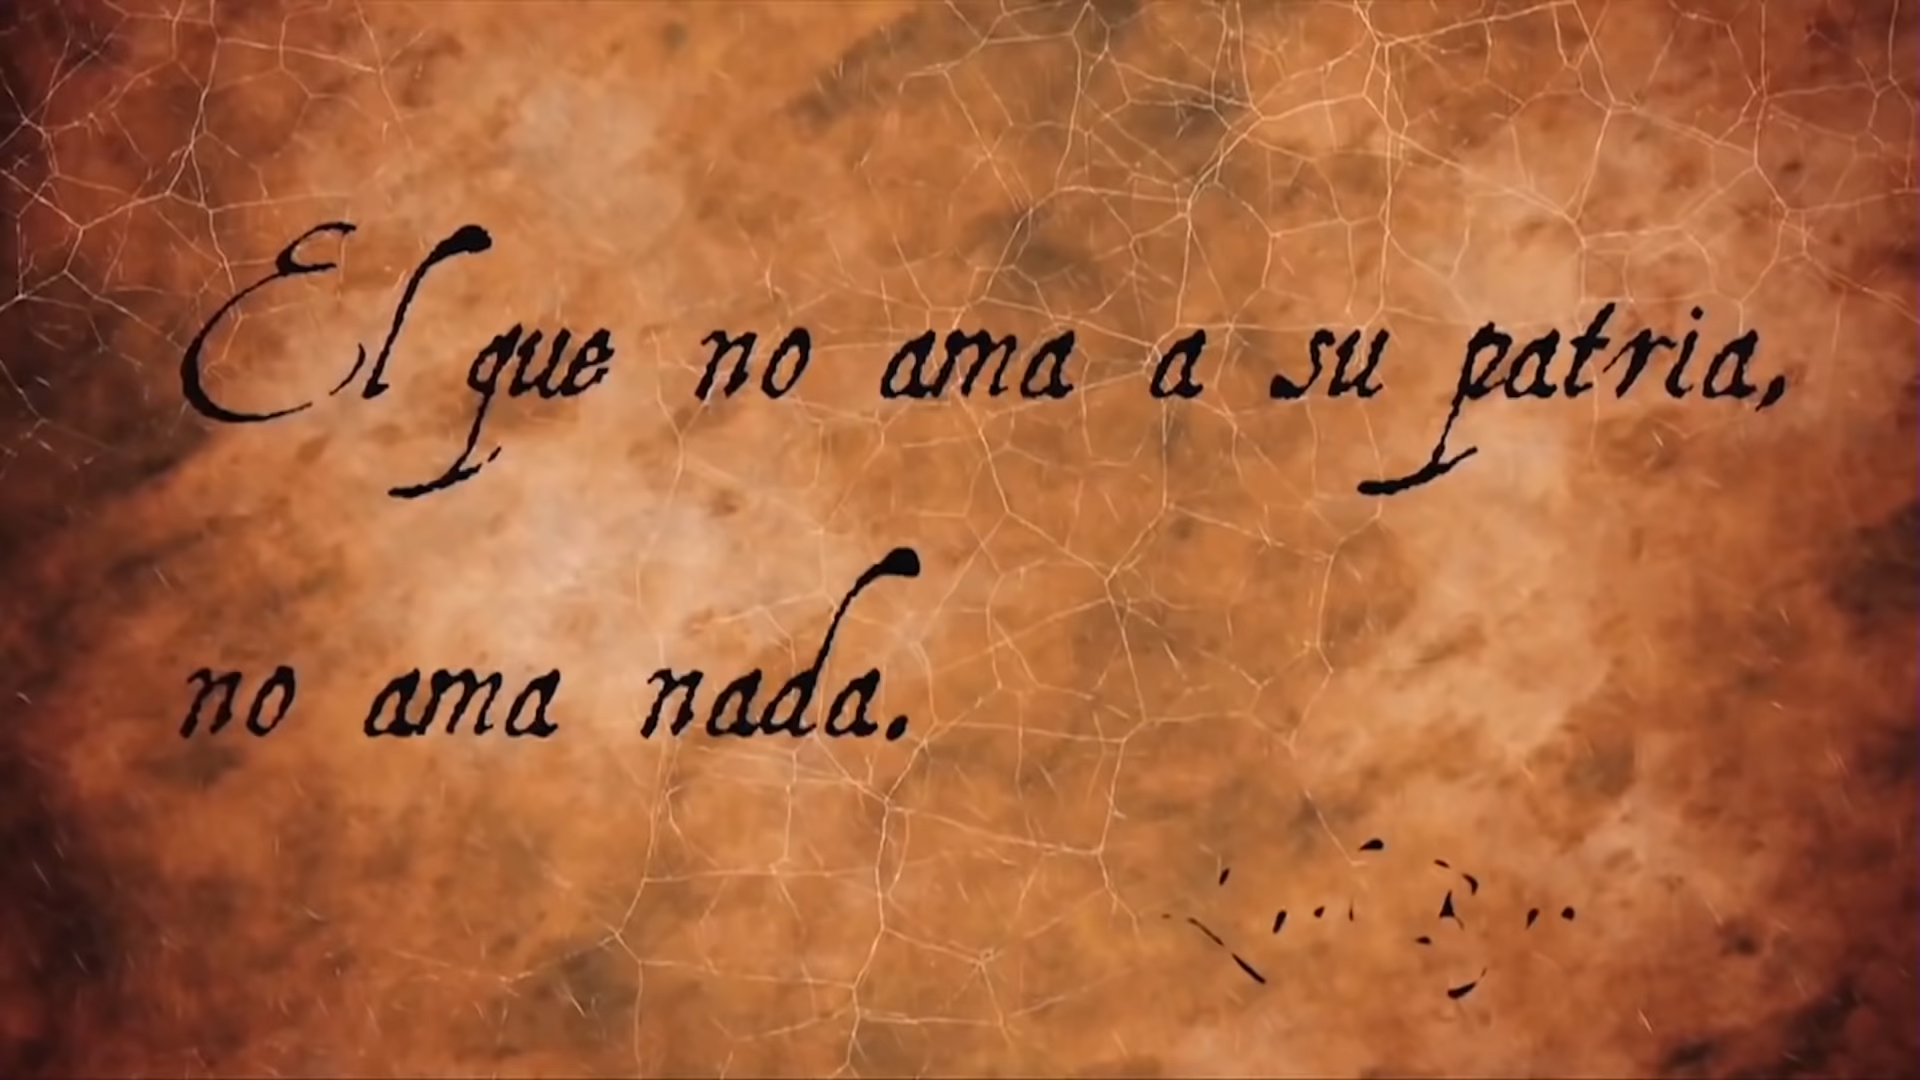 El que no ama a su patria,
no ama nada.